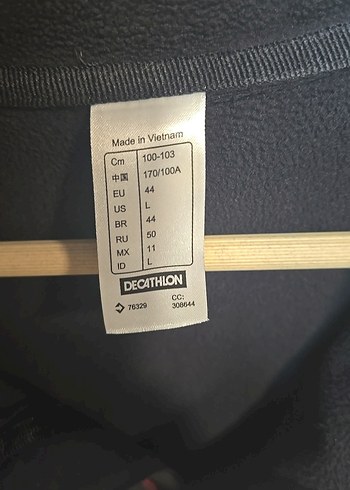 Made in Vietnam
Cm 100-103
中国 170/100A
EU 44
US L
BR 44
RU 50
MX 11
ID L
DECATHLON
76329 CC:
308644